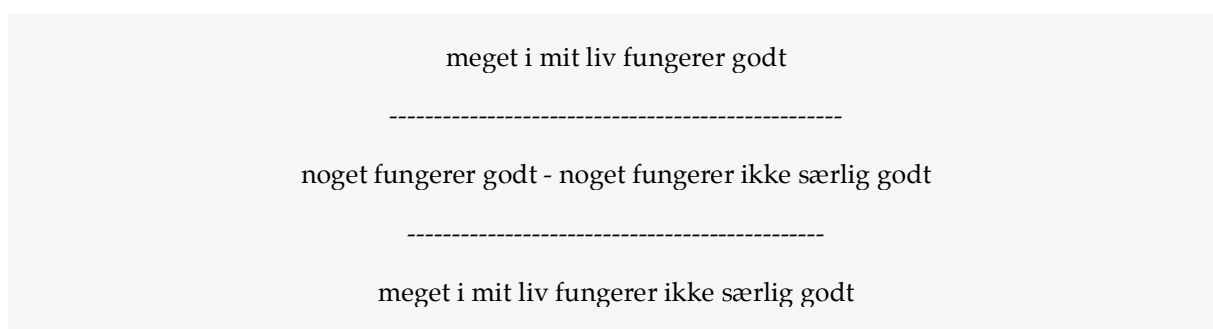 meget i mit liv fungerer godt
---------------------------------------------------
noget fungerer godt - noget fungerer ikke særlig godt
-----------------------------------------------
meget i mit liv fungerer ikke særlig godt